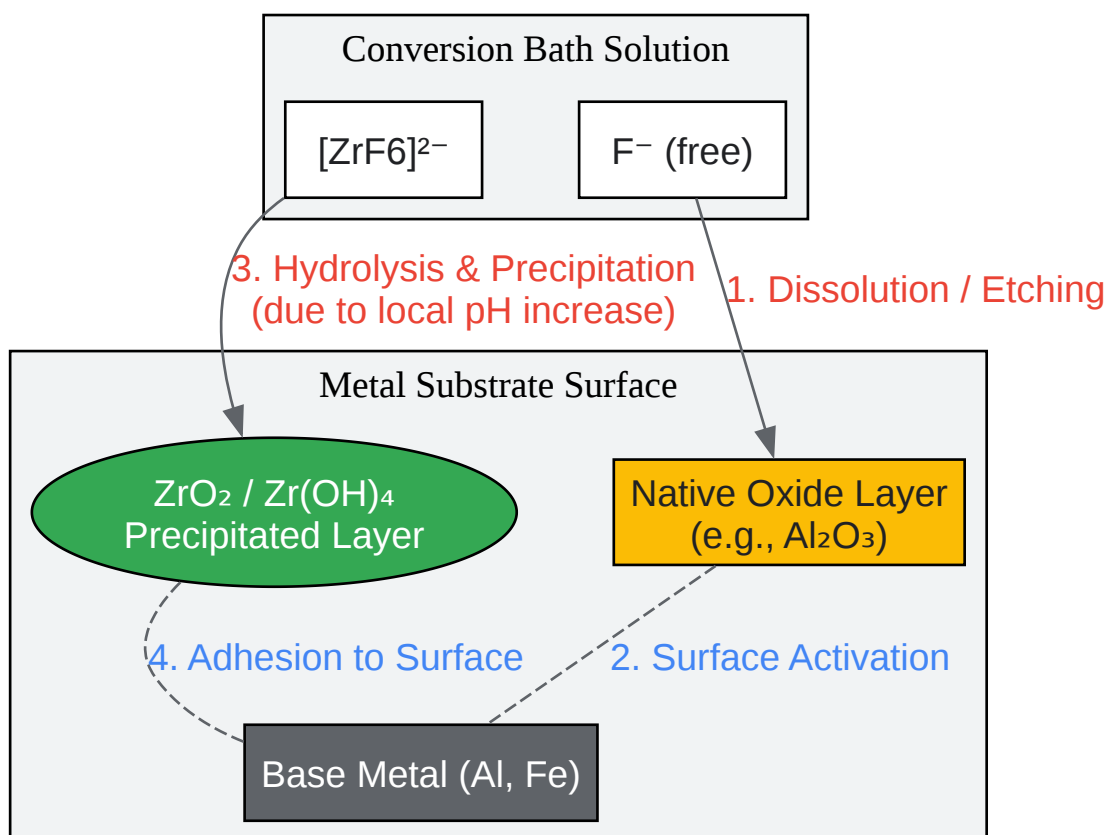 Conversion Bath Solution
[ZrF6]²⁻
F⁻ (free)
3. Hydrolysis & Precipitation
(due to local pH increase)
1. Dissolution / Etching
Metal Substrate Surface
ZrO₂ / Zr(OH)₄
Precipitated Layer
Native Oxide Layer
(e.g., Al₂O₃)
4. Adhesion to Surface
2. Surface Activation
Base Metal (Al, Fe)